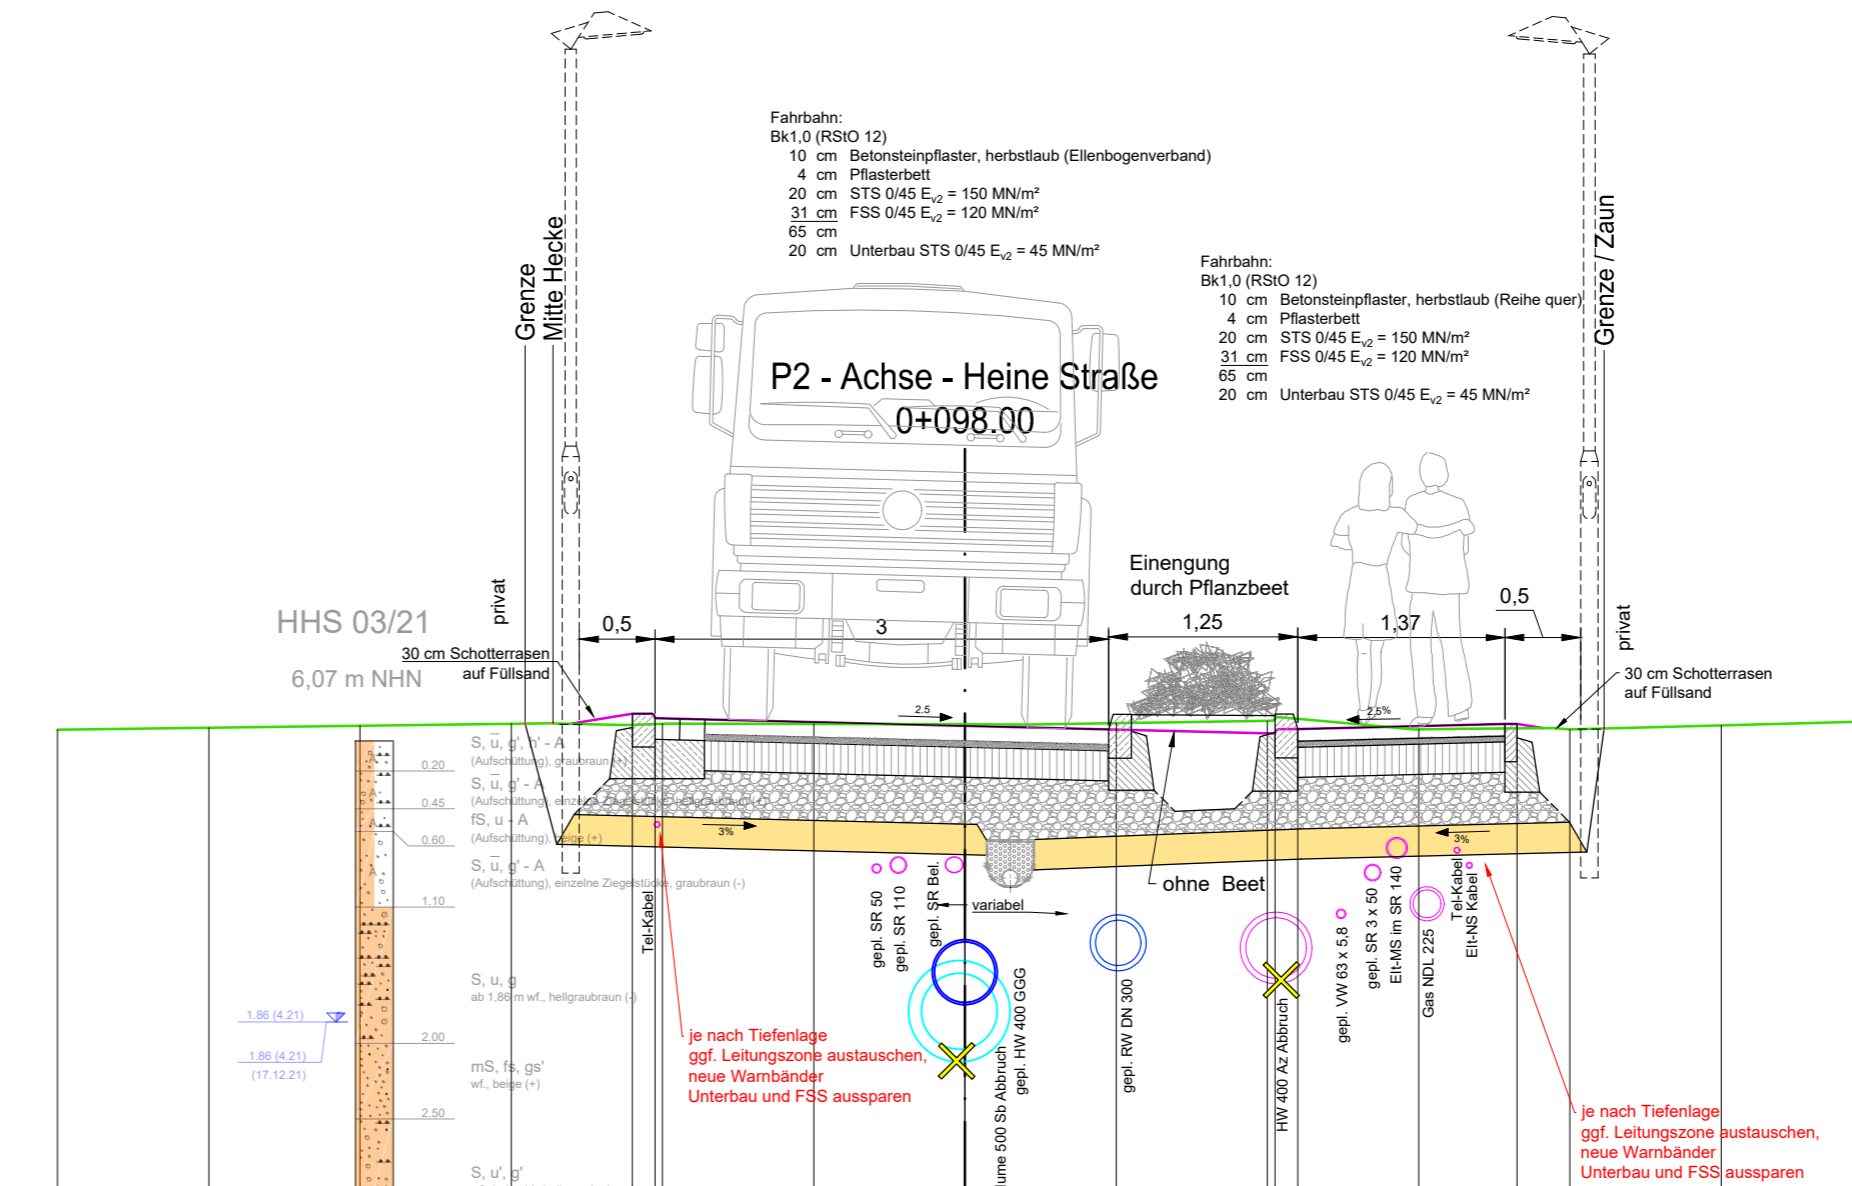 Fahrbahn:
Bk1,0 (RStO 12)
10 cm Betonsteinpflaster, herbstlaub (Ellenbogenverband)
4 cm Pflasterbett
20 cm STS 0/45 Ev2 = 150 MN/m²
31 cm FSS 0/45 Ev2 = 120 MN/m²
65 cm
20 cm Unterbau STS 0/45 Ev2 = 45 MN/m²
Fahrbahn:
Bk1,0 (RStO 12)
10 cm Betonsteinpflaster, herbstlaub (Reihe quer)
4 cm Pflasterbett
20 cm STS 0/45 Ev2 = 150 MN/m²
31 cm FSS 0/45 Ev2 = 120 MN/m²
65 cm
20 cm Unterbau STS 0/45 Ev2 = 45 MN/m²
Grenze
Mitte Hecke
Grenze / Zaun
P2 - Achse - Heine Straße
0+098.00
Einengung
durch Pflanzbeet
privat
privat
0,5
3
1,25
1,37
0,5
HHS 03/21
6,07 m NHN
30 cm Schotterrasen
auf Füllsand
30 cm Schotterrasen
auf Füllsand
2.5
2,5%
3%
3%
S, ū, g', h' - A
(Aufschüttung), graubraun (+)
0.20
S, ū, g' - A
(Aufschüttung), einzelne Ziegelstücke, hellgraubraun (+)
0.45
fS, u - A
(Aufschüttung), beige (+)
0.60
S, ū, g' - A
(Aufschüttung), einzelne Ziegelstücke, graubraun (-)
1.10
S, u, g
ab 1,86 m wf., hellgraubraun (-)
1.86 (4.21)
1.86 (4.21)
(17.12.21)
2.00
mS, fs, gs'
wf., beige (+)
2.50
S, u', g'
ohne Beet
variabel
Tel-Kabel
gepl. SR 50
gepl. SR 110
gepl. SR Bel.
lume 500 Sb Abbruch
gepl. HW 400 GGG
gepl. RW DN 300
HW 400 Az Abbruch
gepl. VW 63 x 5,8
gepl. SR 3 x 50
Elt-MS im SR 140
Gas NDL 225
Tel-Kabel
Elt-NS Kabel
je nach Tiefenlage
ggf. Leitungszone austauschen,
neue Warnbänder
Unterbau und FSS aussparen
je nach Tiefenlage
ggf. Leitungszone austauschen,
neue Warnbänder
Unterbau und FSS aussparen